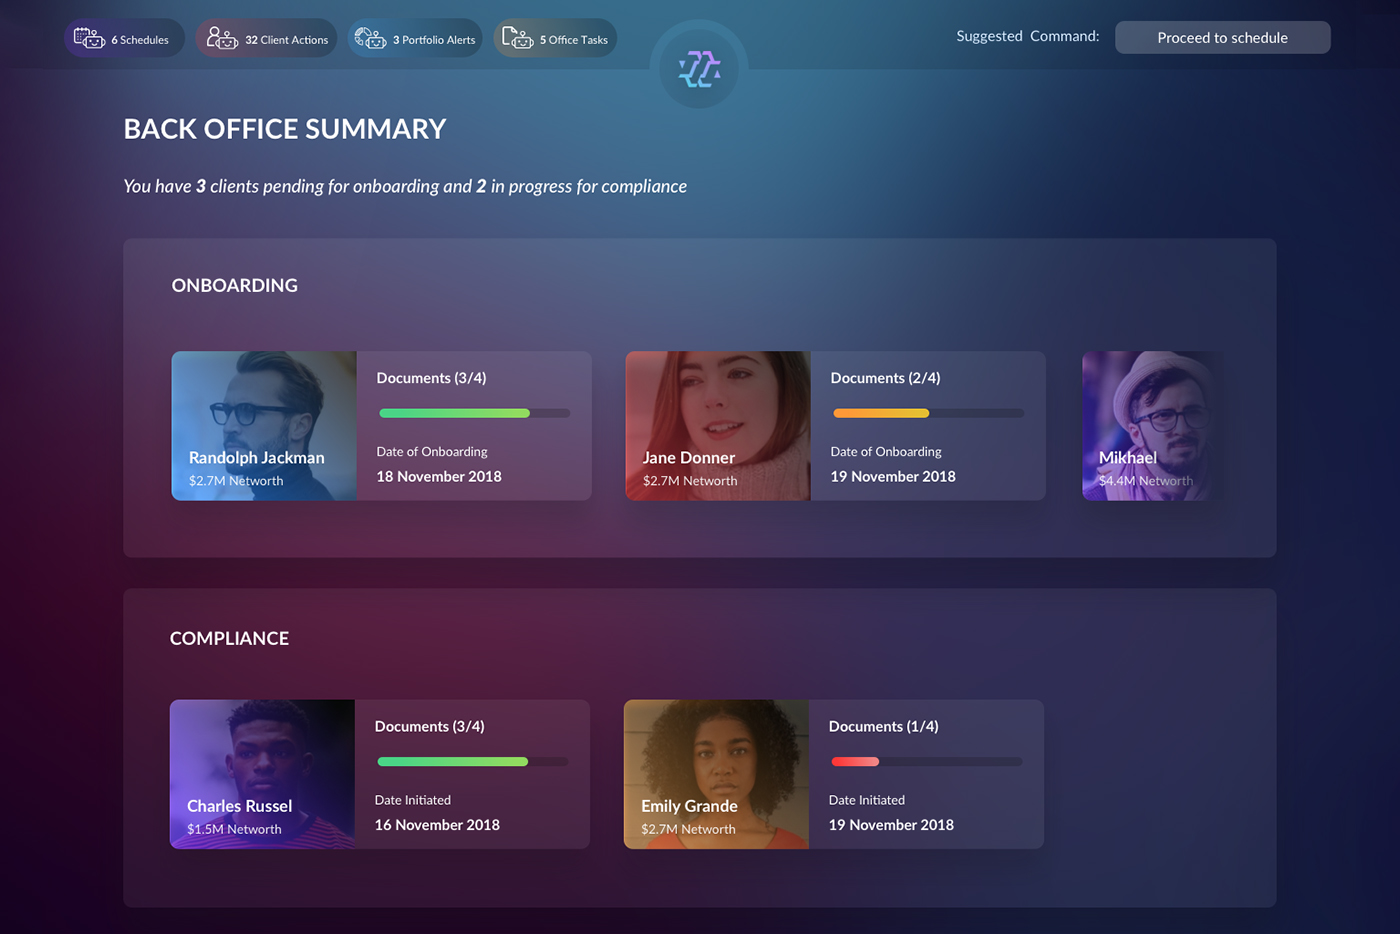 6 Schedules
32 Client Actions
3 Portfolio Alerts
5 Office Tasks
Suggested Command:
Proceed to schedule
BACK OFFICE SUMMARY
You have 3 clients pending for onboarding and 2 in progress for compliance
ONBOARDING
Randolph Jackman
$2.7M Networth
Documents (3/4)
Date of Onboarding
18 November 2018
Jane Donner
$2.7M Networth
Documents (2/4)
Date of Onboarding
19 November 2018
Mikhael
$4.4M Networth
COMPLIANCE
Charles Russel
$1.5M Networth
Documents (3/4)
Date Initiated
16 November 2018
Emily Grande
$2.7M Networth
Documents (1/4)
Date Initiated
19 November 2018